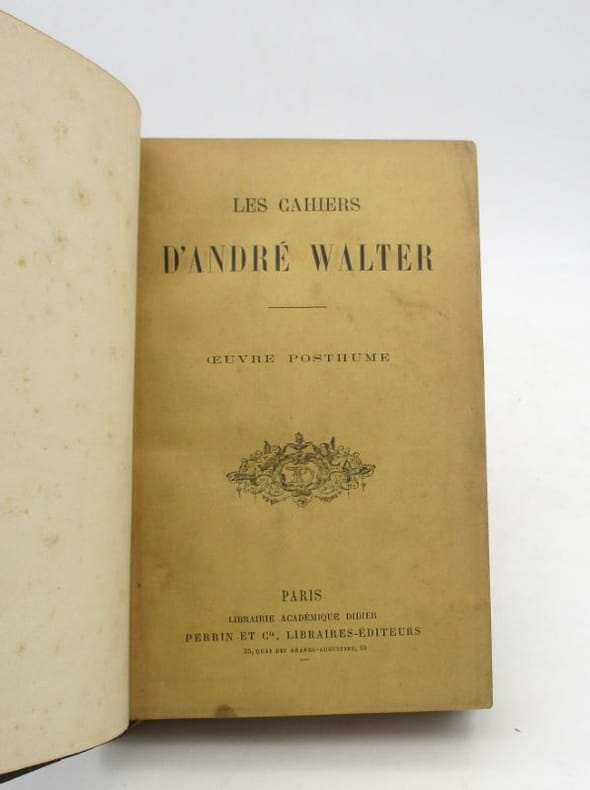 LES CAHIERS
D'ANDRÉ WALTER
ŒUVRE POSTHUME
PARIS
LIBRAIRIE ACADÉMIQUE DIDIER
PERRIN ET Cie, LIBRAIRES-ÉDITEURS
35, QUAI DES GRANDS-AUGUSTINS, 35